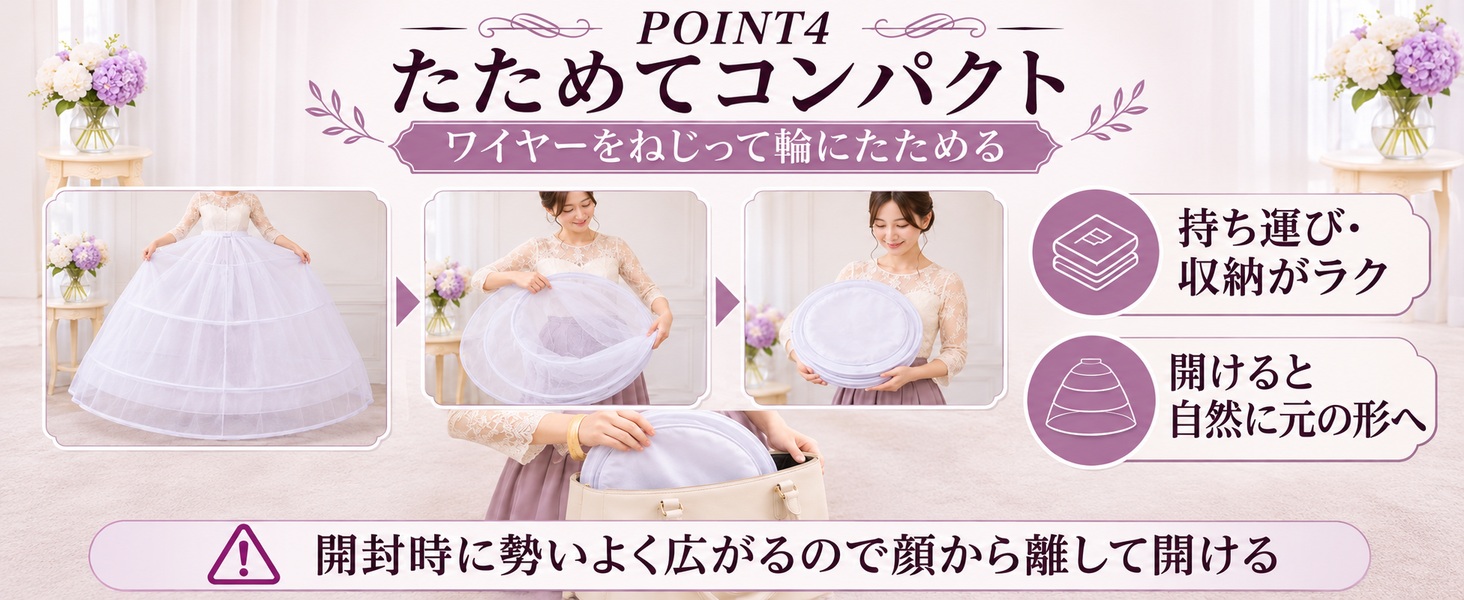 POINT4
たためてコンパクト
ワイヤーをねじって輪にたためる
持ち運び・
収納がラク
開けると
自然に元の形へ
開封時に勢いよく広がるので顔から離して開ける